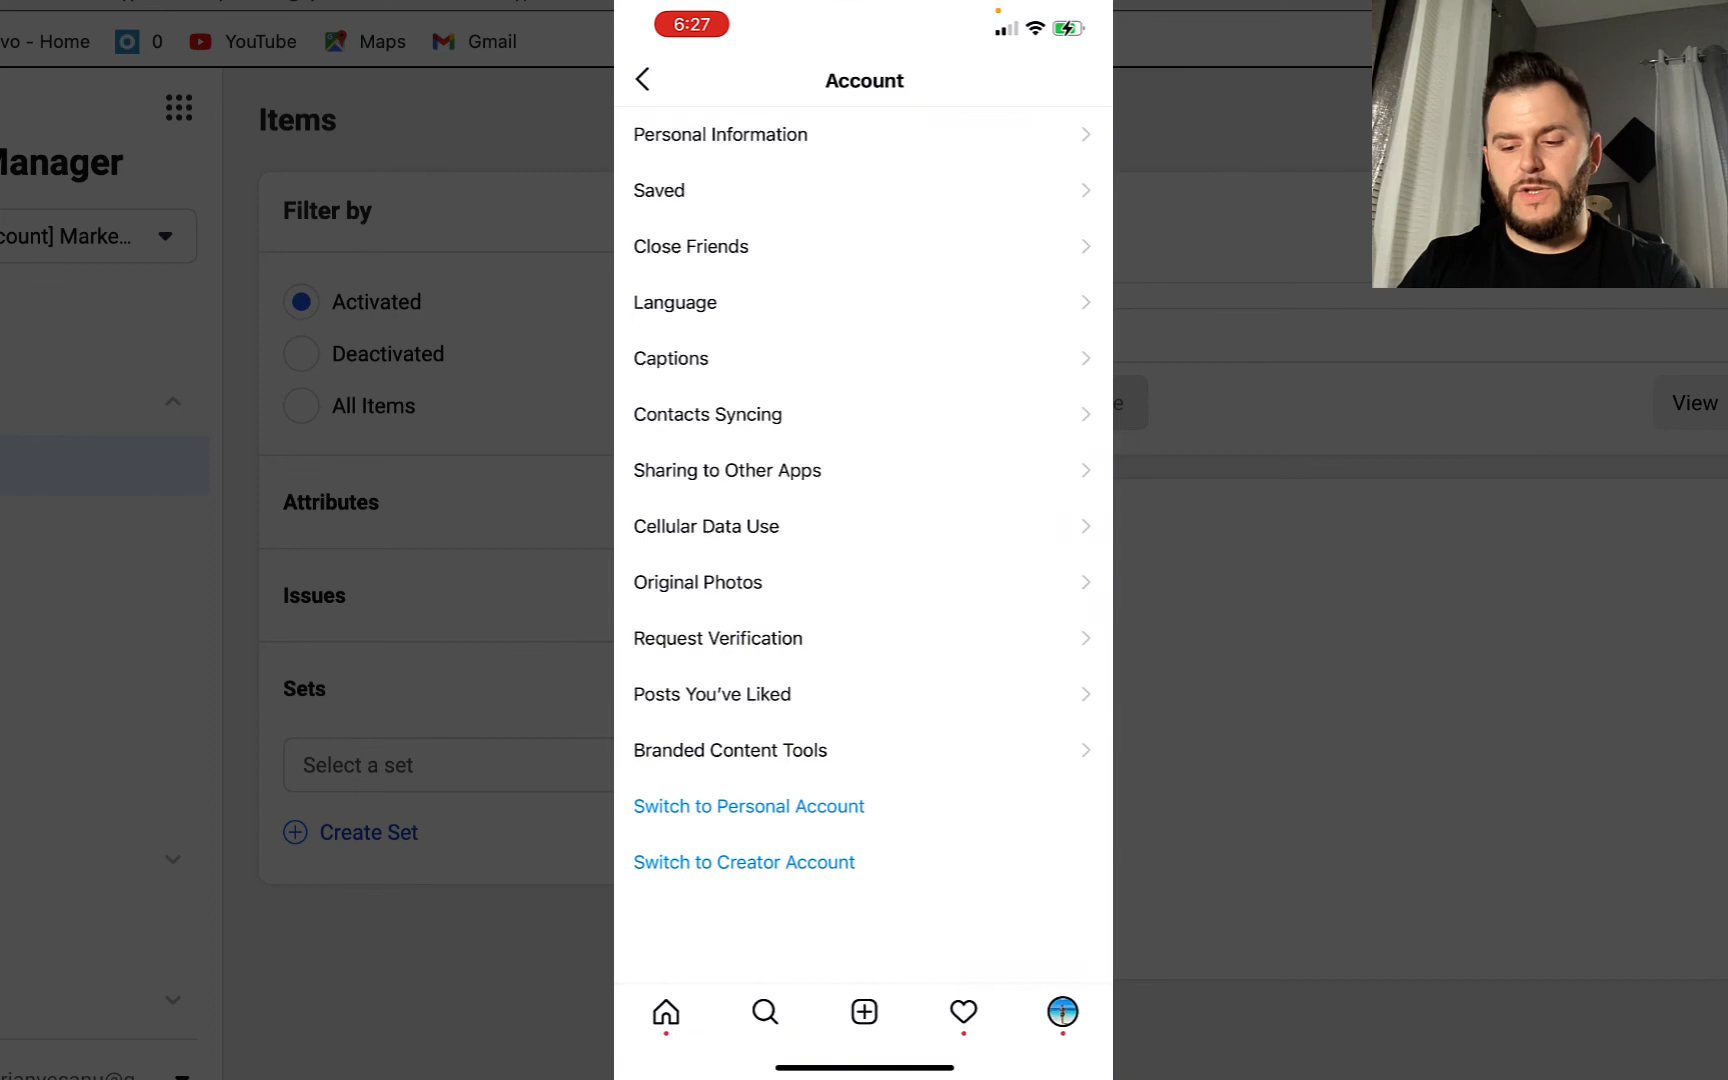 vo - Home
0
YouTube
Maps
Gmail
Manager
count] Marke...
Items
Filter by
Activated
Deactivated
All Items
Attributes
Issues
Sets
Select a set
Create Set
6:27
Account
Personal Information
Saved
Close Friends
Language
Captions
Contacts Syncing
Sharing to Other Apps
Cellular Data Use
Original Photos
Request Verification
Posts You’ve Liked
Branded Content Tools
Switch to Personal Account
Switch to Creator Account
e
View